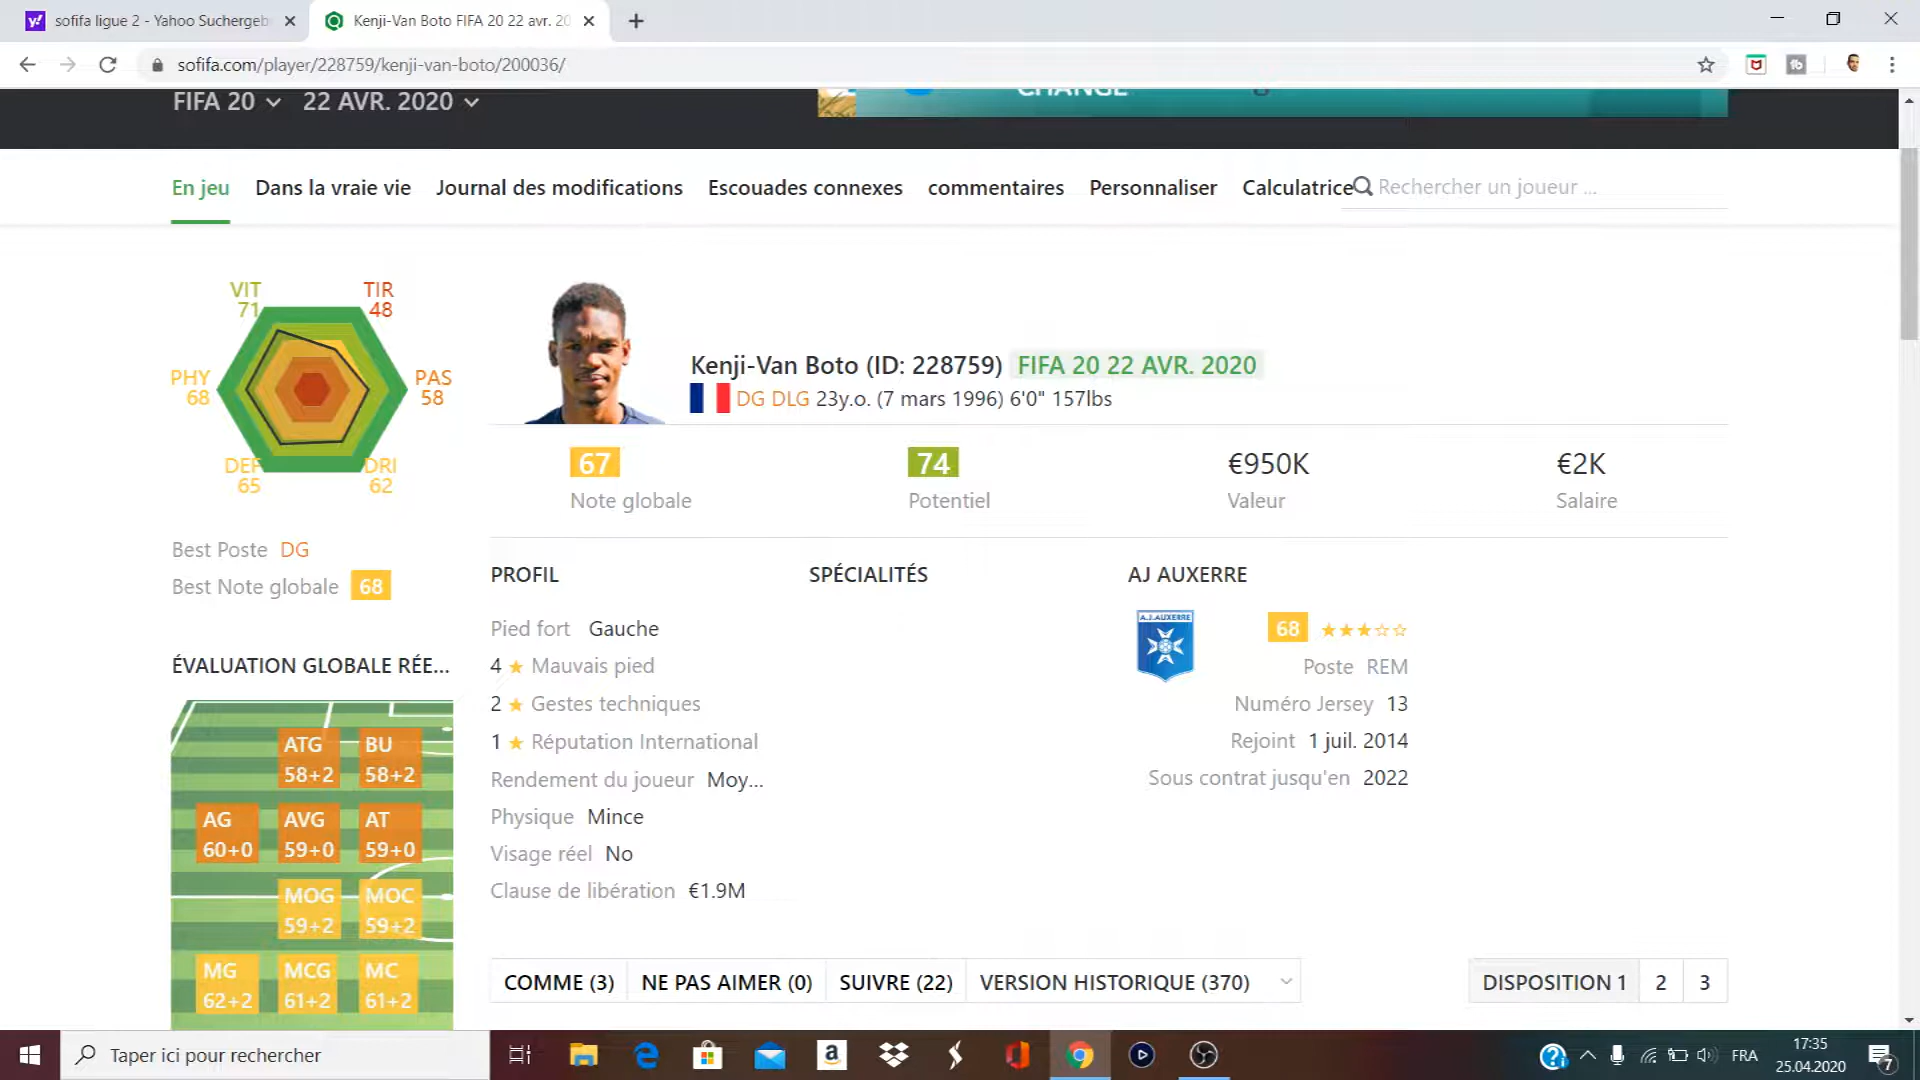 sofifa ligue 2 - Yahoo Suchergeb
Kenji-Van Boto FIFA 20 22 avr. 20
sofifa.com/player/228759/kenji-van-boto/200036/
FIFA 20 22 AVR. 2020
CHANGE
En jeu Dans la vraie vie Journal des modifications Escouades connexes commentaires Personnaliser Calculatrice Rechercher un joueur ...
VIT 71
TIR 48
PHY 68
PAS 58
DEF 65
DRI 62
Kenji-Van Boto (ID: 228759) FIFA 20 22 AVR. 2020
DG DLG 23y.o. (7 mars 1996) 6'0" 157lbs
67 74 €950K €2K
Note globale Potentiel Valeur Salaire
Best Poste DG
Best Note globale 68
ÉVALUATION GLOBALE RÉE...
ATG BU
58+2 58+2
AG AVG AT
60+0 59+0 59+0
MOG MOC
59+2 59+2
MG MCG MC
62+2 61+2 61+2
PROFIL
Pied fort Gauche
4 ★ Mauvais pied
2 ★ Gestes techniques
1 ★ Réputation International
Rendement du joueur Moy...
Physique Mince
Visage réel No
Clause de libération €1.9M
SPÉCIALITÉS
AJ AUXERRE
A.J.AUXERRE
68 ★★★☆☆
Poste REM
Numéro Jersey 13
Rejoint 1 juil. 2014
Sous contrat jusqu'en 2022
COMME (3) NE PAS AIMER (0) SUIVRE (22) VERSION HISTORIQUE (370)
DISPOSITION 1 2 3
Taper ici pour rechercher
FRA
17:35
25.04.2020
7